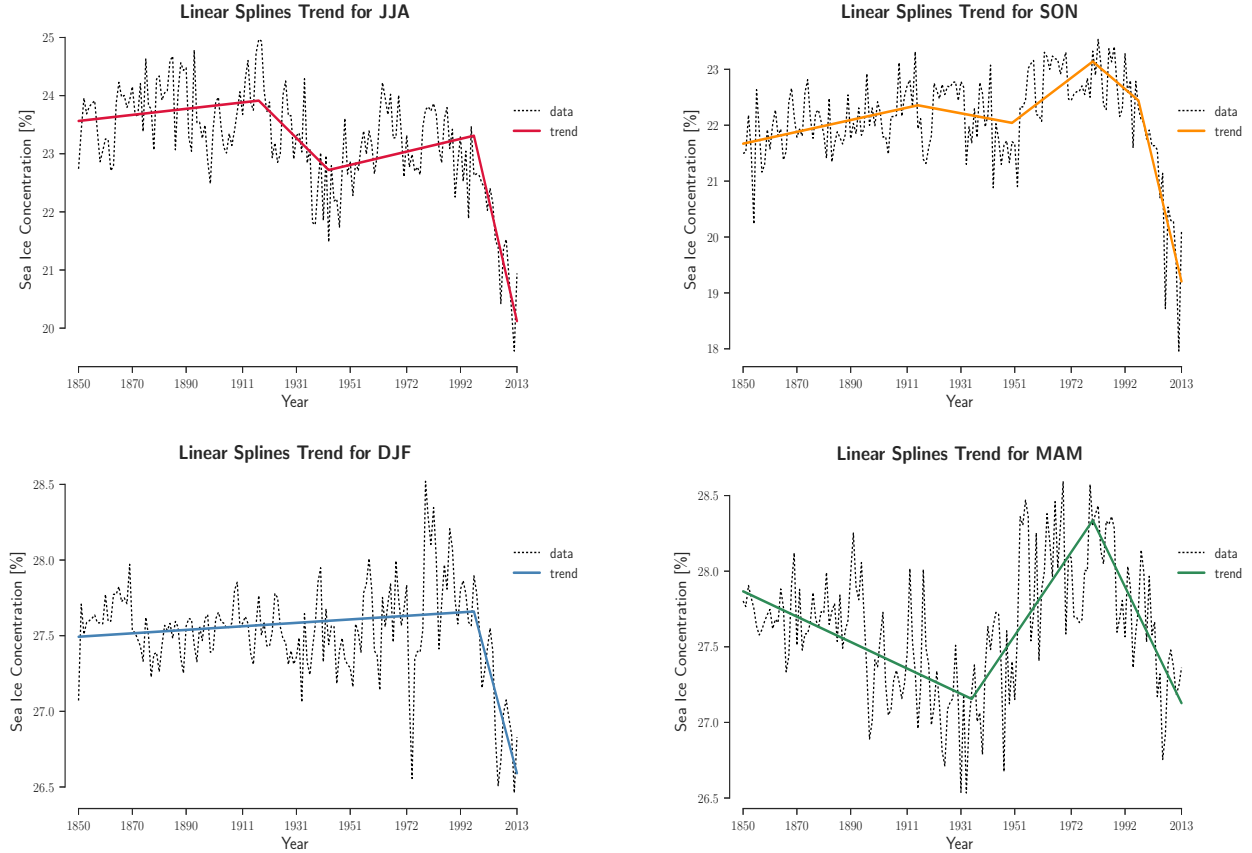 Linear Splines Trend for JJA
25
24
23
22
21
20
Sea Ice Concentration [%]
data
trend
1850 1870 1890 1911 1931 1951 1972 1992 2013
Year
Linear Splines Trend for SON
23
22
21
20
19
18
Sea Ice Concentration [%]
data
trend
1850 1870 1890 1911 1931 1951 1972 1992 2013
Year
Linear Splines Trend for DJF
28.5
28.0
27.5
27.0
26.5
Sea Ice Concentration [%]
data
trend
1850 1870 1890 1911 1931 1951 1972 1992 2013
Year
Linear Splines Trend for MAM
28.5
28.0
27.5
27.0
26.5
Sea Ice Concentration [%]
data
trend
1850 1870 1890 1911 1931 1951 1972 1992 2013
Year